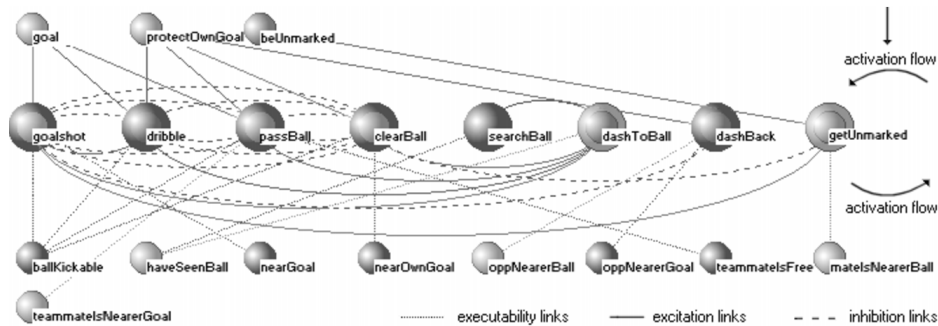 goal
protectOwnGoal
beUnmarked
activation flow
goalshot
dribble
passBall
clearBall
searchBall
dashToBall
dashBack
getUnmarked
activation flow
ballKickable
haveSeenBall
nearGoal
nearOwnGoal
oppNearerBall
oppNearerGoal
teammateIsFree
mateIsNearerBall
teammateIsNearerGoal
executability links
excitation links
inhibition links